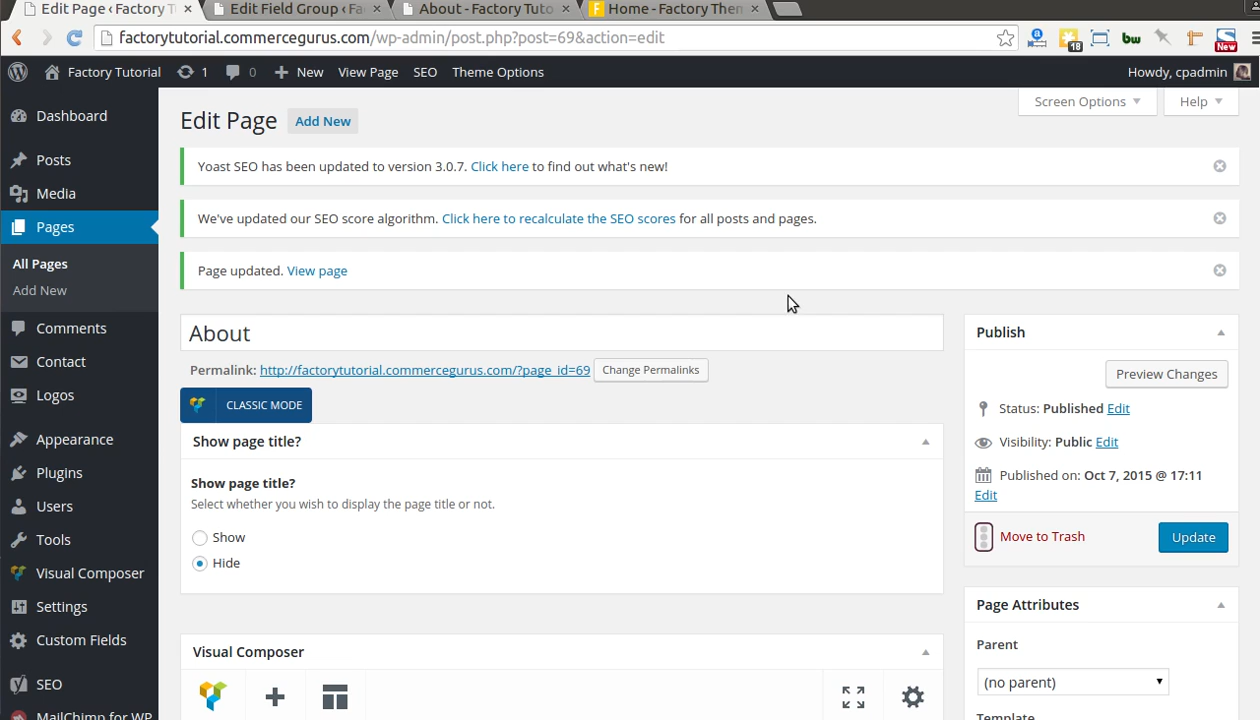 Edit Page ‹ Factory T
Edit Field Group ‹ Fa
About - Factory Tuto
Home - Factory Them
factorytutorial.commercegurus.com/wp-admin/post.php?post=69&action=edit
18
bw
New
Factory Tutorial
1
0
New
View Page
SEO
Theme Options
Howdy, cpadmin
Dashboard
Posts
Media
Pages
All Pages
Add New
Comments
Contact
Logos
Appearance
Plugins
Users
Tools
Visual Composer
Settings
Custom Fields
SEO
MailChimp for WP
Screen Options
Help
Edit Page
Add New
Yoast SEO has been updated to version 3.0.7. Click here to find out what's new!
We've updated our SEO score algorithm. Click here to recalculate the SEO scores for all posts and pages.
Page updated. View page
About
Permalink: http://factorytutorial.commercegurus.com/?page_id=69
Change Permalinks
CLASSIC MODE
Show page title?
Show page title?
Select whether you wish to display the page title or not.
Show
Hide
Visual Composer
Publish
Preview Changes
Status: Published Edit
Visibility: Public Edit
Published on: Oct 7, 2015 @ 17:11
Edit
Move to Trash
Update
Page Attributes
Parent
(no parent)
Template